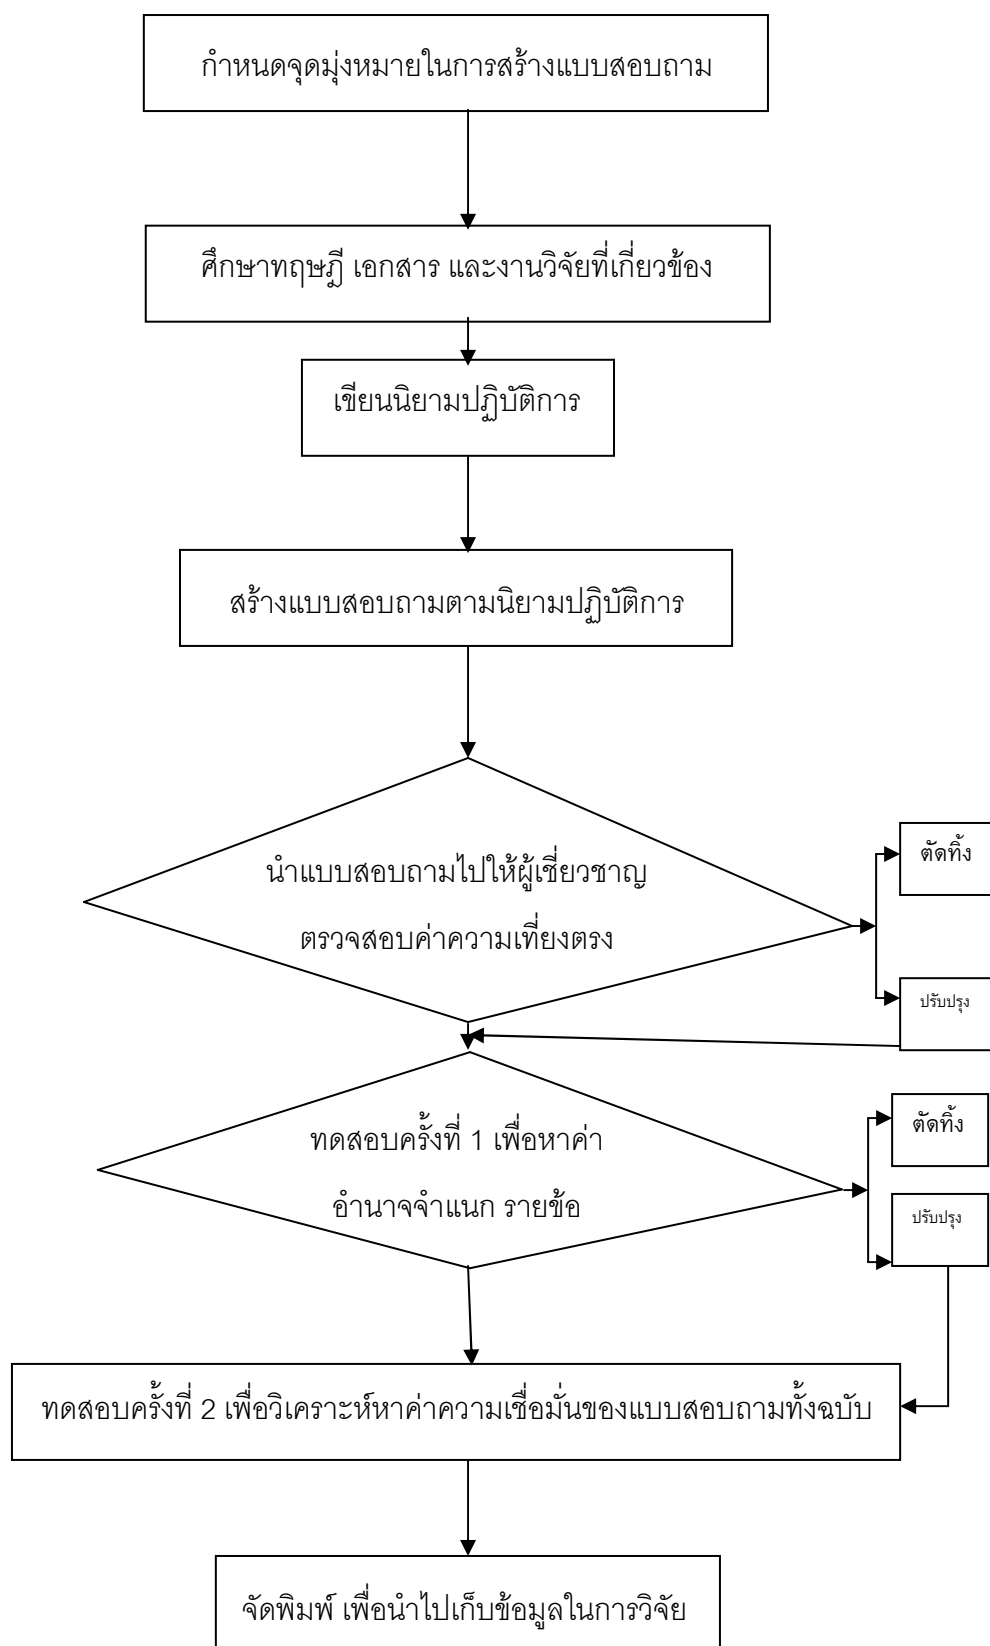 กำหนดจุดมุ่งหมายในการสร้างแบบสอบถาม
ศึกษาทฤษฎี เอกสาร และงานวิจัยที่เกี่ยวข้อง
เขียนนิยามปฏิบัติการ
สร้างแบบสอบถามตามนิยามปฏิบัติการ
นำแบบสอบถามไปให้ผู้เชี่ยวชาญ
ตรวจสอบค่าความเที่ยงตรง
ตัดทิ้ง
ปรับปรุง
ทดสอบครั้งที่ 1 เพื่อหาค่า
อำนาจจำแนก รายข้อ
ตัดทิ้ง
ปรับปรุง
ทดสอบครั้งที่ 2 เพื่อวิเคราะห์หาค่าความเชื่อมั่นของแบบสอบถามทั้งฉบับ
จัดพิมพ์ เพื่อนำไปเก็บข้อมูลในการวิจัย